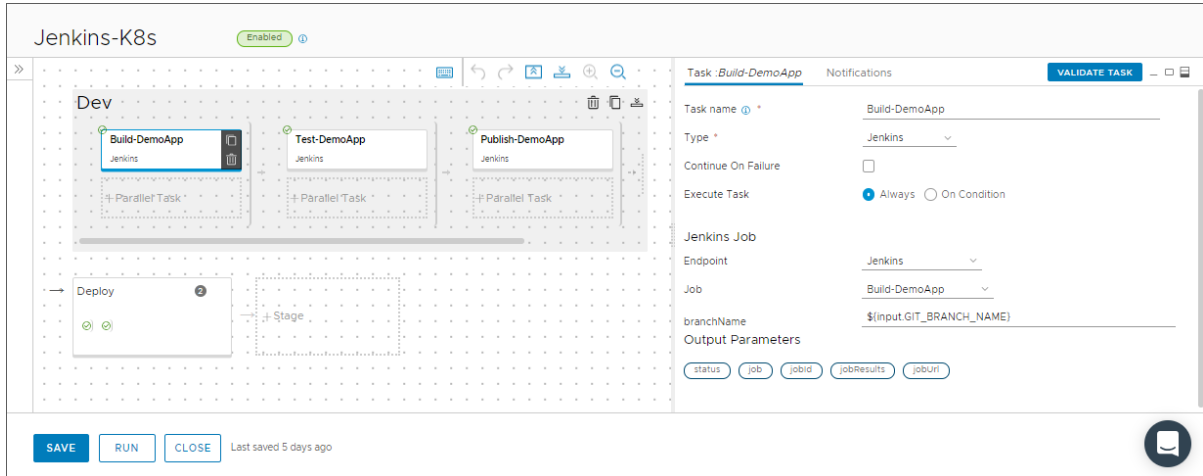 Jenkins-K8s
Enabled
Task :Build-DemoApp
Notifications
VALIDATE TASK
Dev
Build-DemoApp
Jenkins
+ Parallel Task
Test-DemoApp
Jenkins
+ Parallel Task
Publish-DemoApp
Jenkins
+ Parallel Task
Deploy
2
+ Stage
Task name *
Build-DemoApp
Type *
Jenkins
Continue On Failure
Execute Task
Always
On Condition
Jenkins Job
Endpoint
Jenkins
Job
Build-DemoApp
branchName
${input.GIT_BRANCH_NAME}
Output Parameters
status
job
jobId
jobResults
jobUrl
SAVE
RUN
CLOSE
Last saved 5 days ago